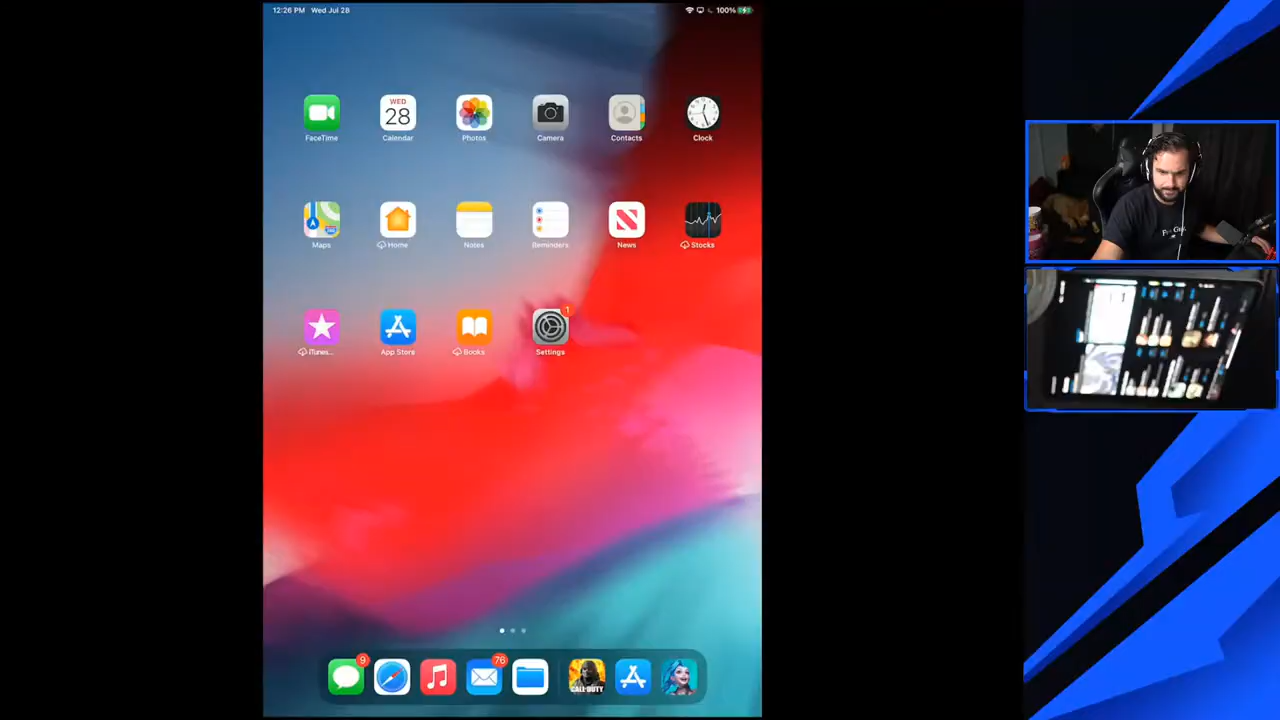 12:26 PM Wed Jul 28
100%
WED
28
FaceTime
Calendar
Photos
Camera
Contacts
Clock
Maps
Home
Notes
Reminders
News
Stocks
iTunes...
App Store
Books
1
Settings
9
76
CALL OF DUTY